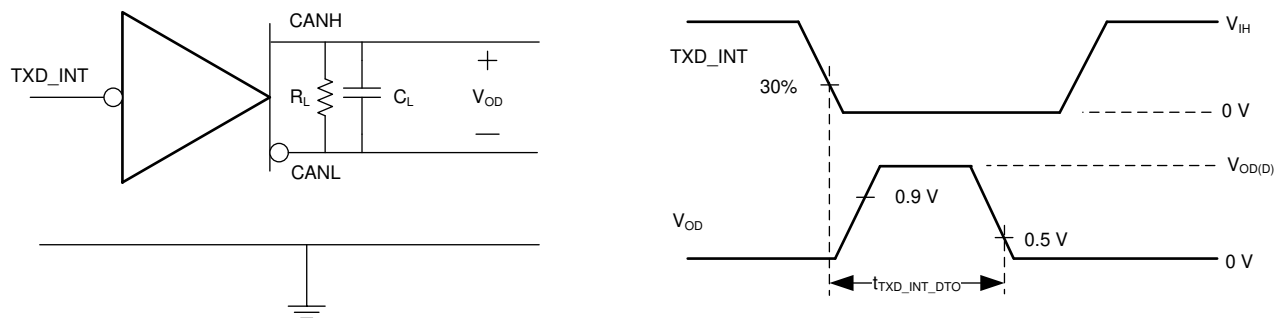 CANH
TXD_INT
R_L
C_L
+
V_OD
—
CANL
V_IH
TXD_INT
30%
0 V
V_OD(D)
0.9 V
V_OD
0.5 V
0 V
t_TXD_INT_DTO